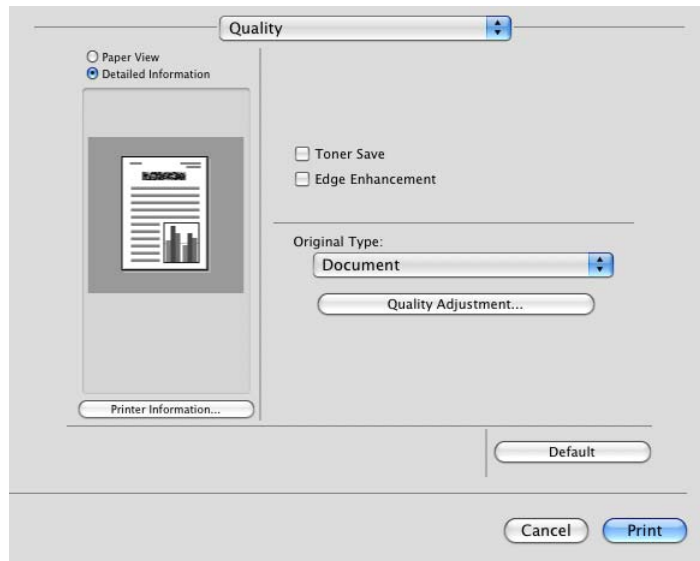 Quality
Paper View
Detailed Information
Toner Save
Edge Enhancement
Original Type:
Document
Quality Adjustment...
Printer Information...
Default
Cancel
Print